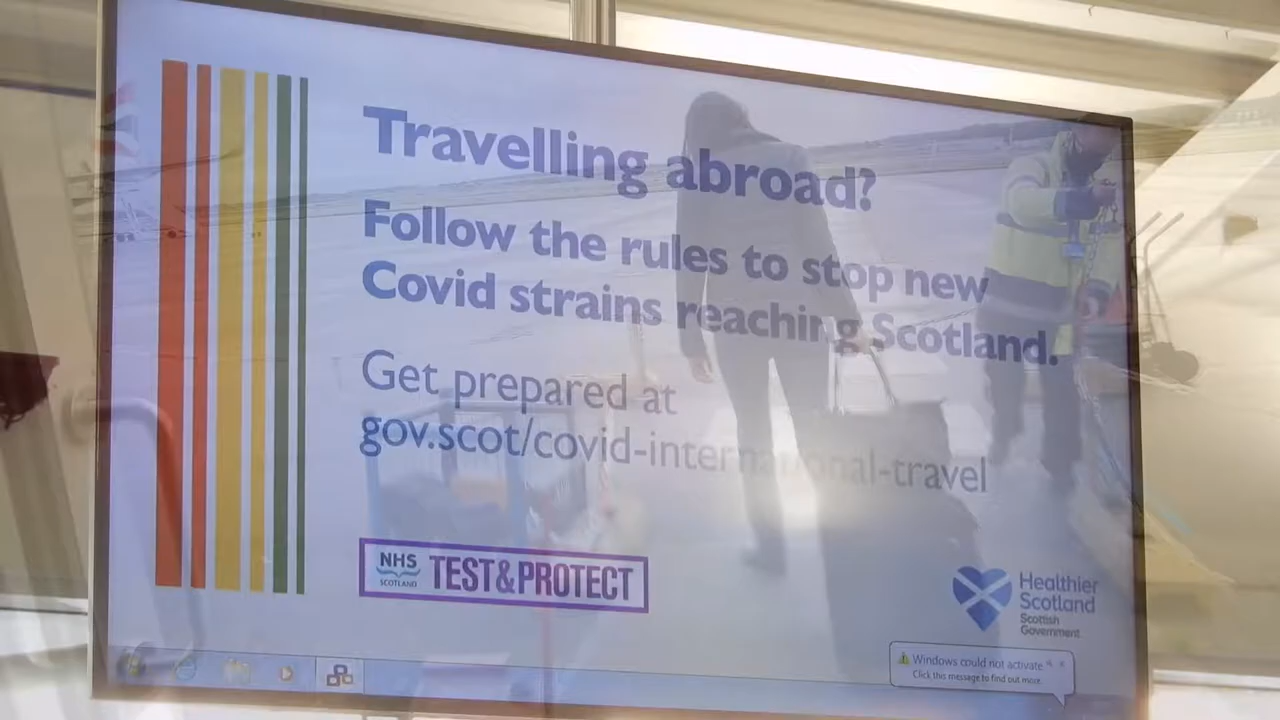 Travelling abroad?
Follow the rules to stop new
Covid strains reaching Scotland.
Get prepared at
gov.scot/covid-international-travel
NHS
SCOTLAND
TEST&PROTECT
Healthier
Scotland
Scottish
Government
Windows could not activate
Click this message to find out more.